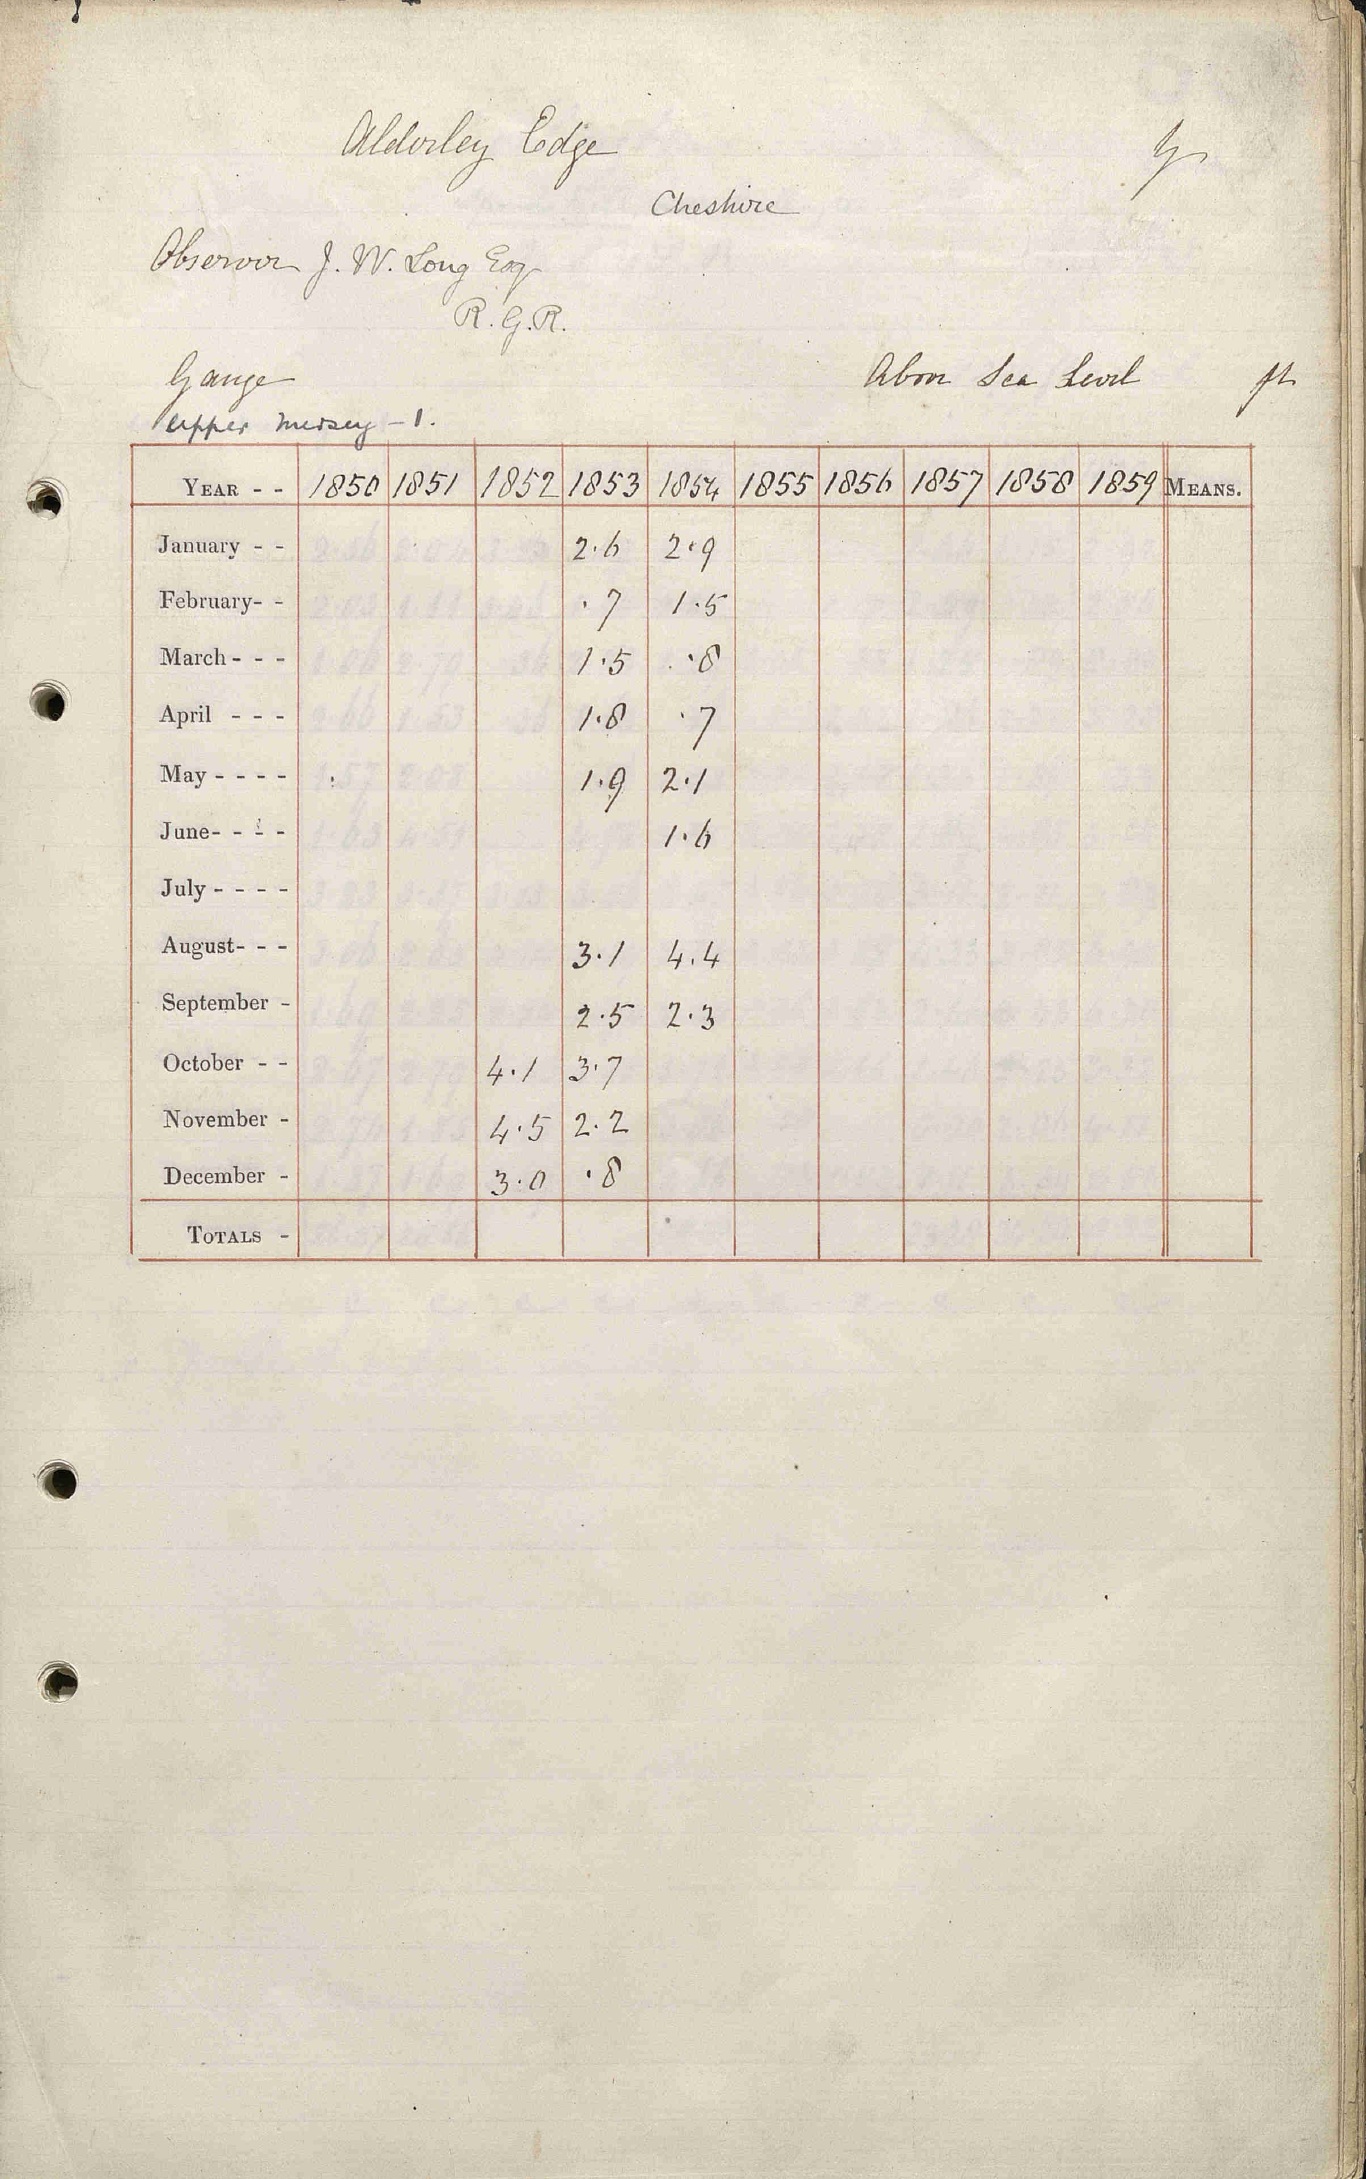 Alderley Edge
Cheshire
Observer J. W. Long Esq
R. G. R.
Gauge Above Sea Level ft
Upper Mersey - 1.
YEAR - - 1850 1851 1852 1853 1854 1855 1856 1857 1858 1859 MEANS.
January - - 2.6 2.9
February- - .7 1.5
March- - - 1.5 .8
April - - - 1.8 .7
May - - - - 1.9 2.1
June- - - - 1.6
July - - - -
August- - - 3.1 4.4
September - 2.5 2.3
October - - 4.1 3.7
November - 4.5 2.2
December - 3.0 .8
TOTALS -